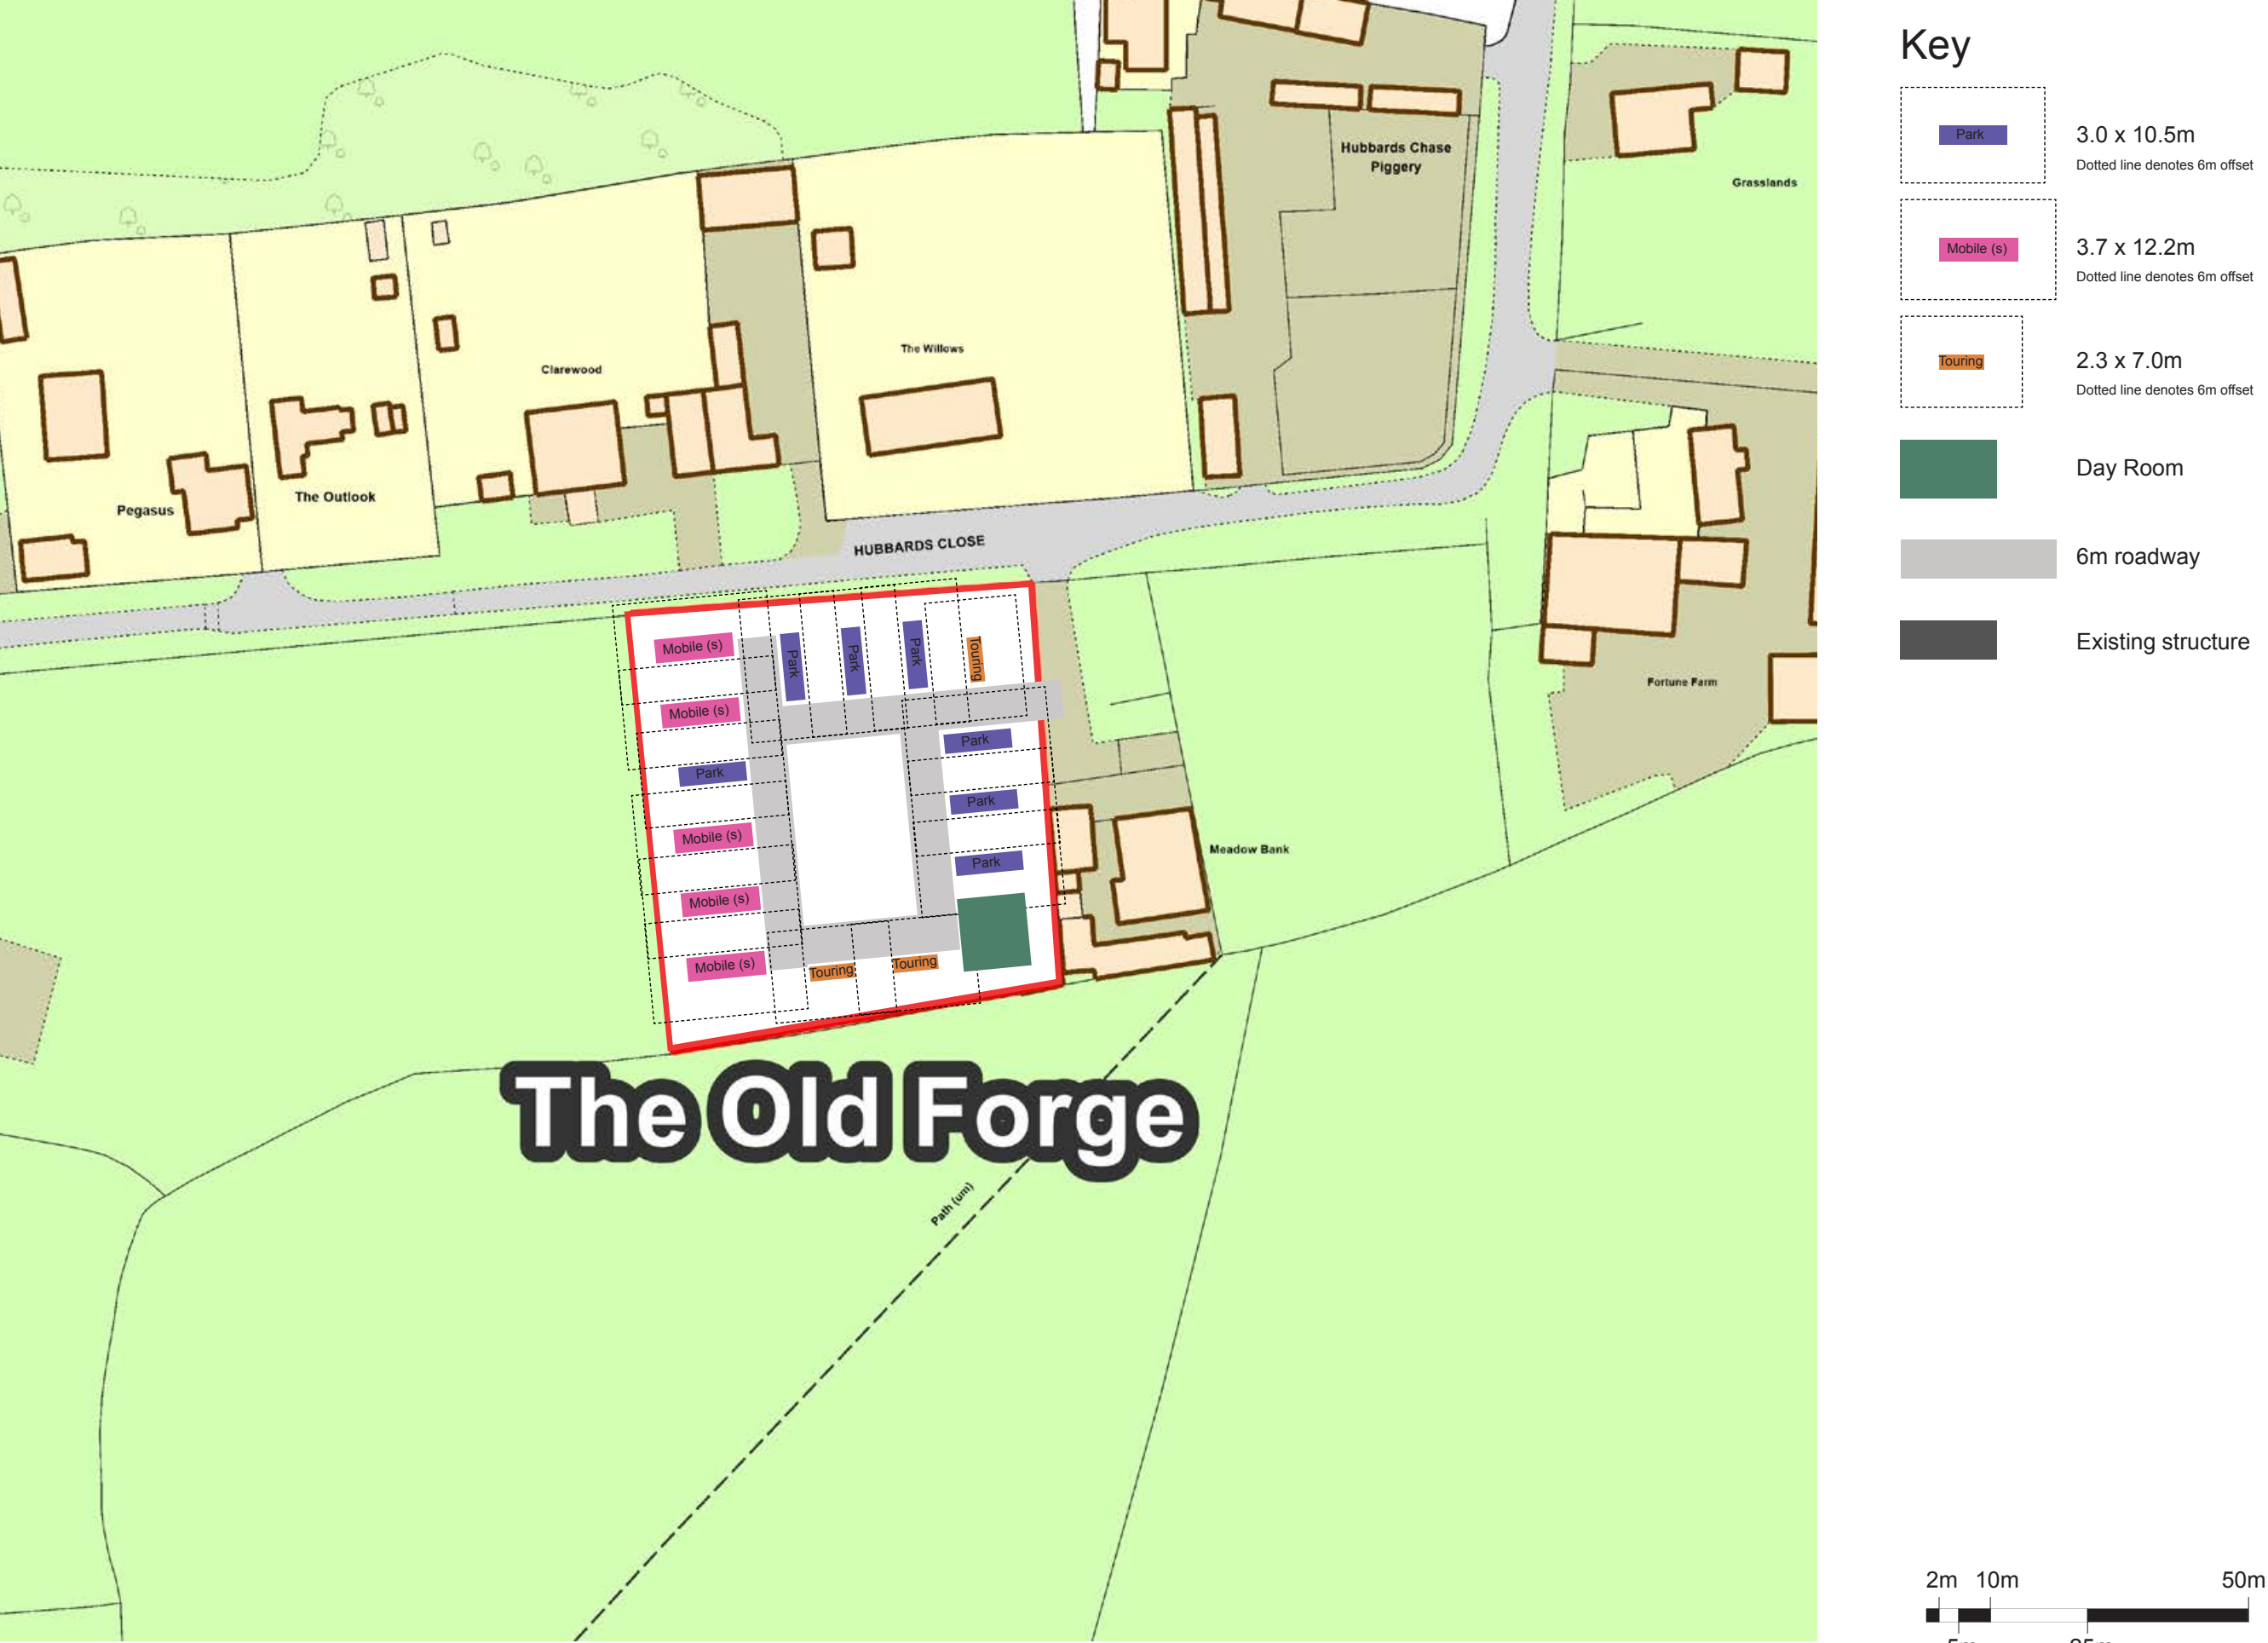 Key
Park
3.0 x 10.5m
Dotted line denotes 6m offset
Mobile (s)
3.7 x 12.2m
Dotted line denotes 6m offset
Touring
2.3 x 7.0m
Dotted line denotes 6m offset
Day Room
6m roadway
Existing structure
Hubbards Chase
Piggery
Grasslands
The Willows
Clarewood
The Outlook
Pegasus
HUBBARDS CLOSE
Fortune Farm
Meadow Bank
Mobile (s)
Park
Park
Park
Touring
Mobile (s)
Park
Park
Park
Mobile (s)
Park
Mobile (s)
Mobile (s)
Touring
Touring
The Old Forge
Path (um)
2m 10m 50m